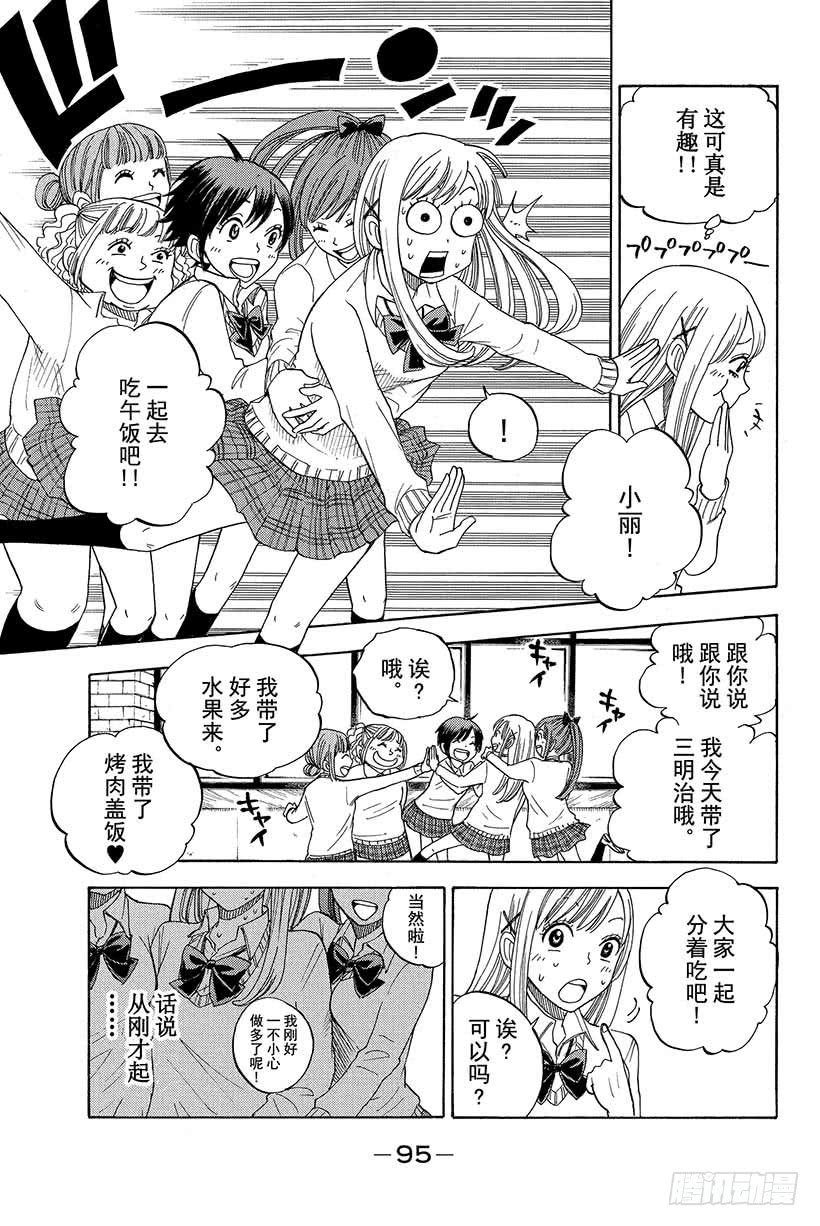 这可真是
有趣!!
プププププー
ドーン
小丽!
!
一起去
吃午饭吧!!
跟你说
跟你说
哦!
我今天带了
三明治哦。
キャイ
キャイ
キャイ
诶?
哦。
我带了
好多
水果来。
我带了
烤肉盖饭
♥
大家一起
分着吃吧!
诶?
可以吗?
当然啦!
我刚好
一不小心
做多了呢!
话说
从刚才起
……
—95—
腾讯动漫